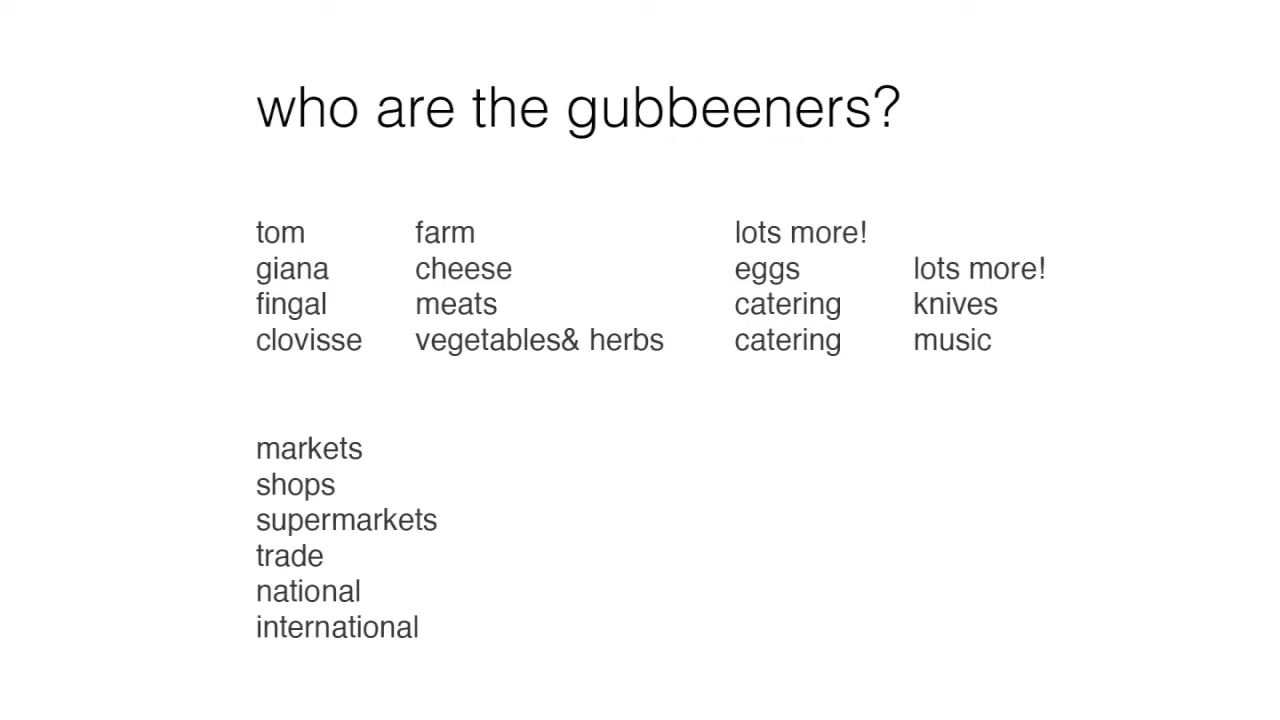 who are the gubbeeners?
tom farm lots more!
giana cheese eggs lots more!
fingal meats catering knives
clovisse vegetables& herbs catering music
markets
shops
supermarkets
trade
national
international